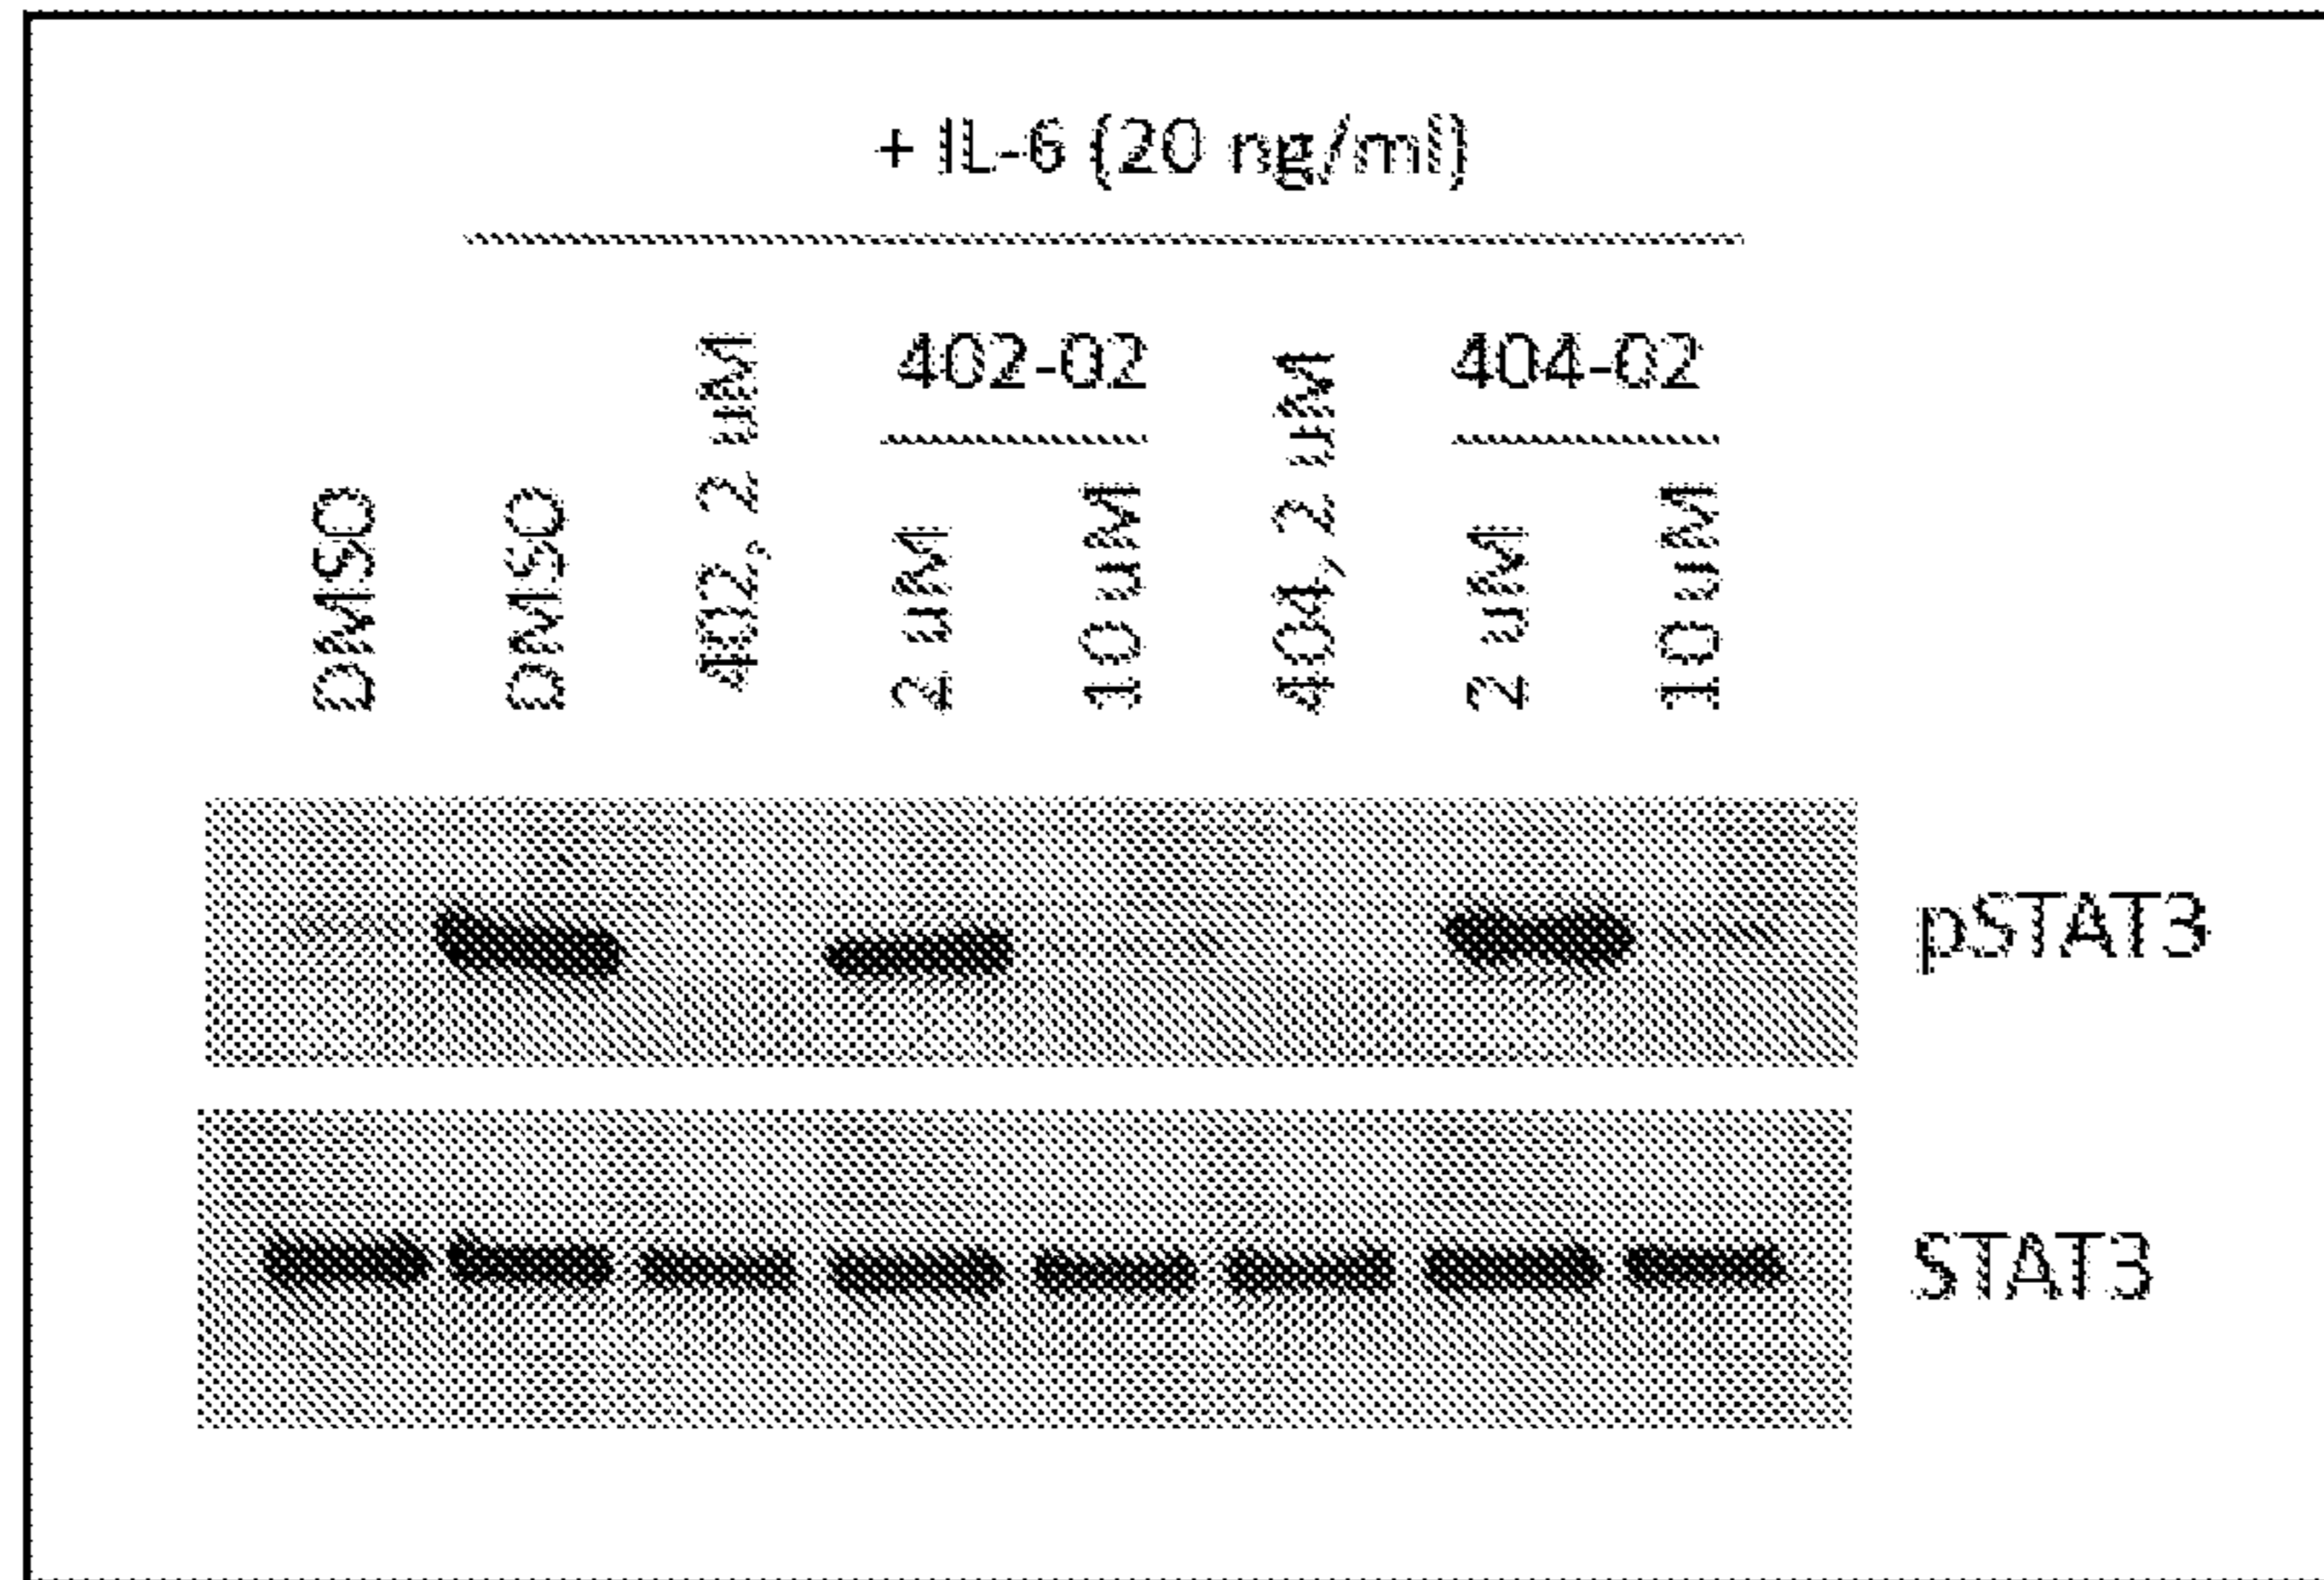 + IL-6 (20 ng/ml)
402-02
404-02
DMSO
DMSO
402, 2 uM
2 uM
10 uM
404, 2 uM
2 uM
10 uM
pSTAT3
STAT3